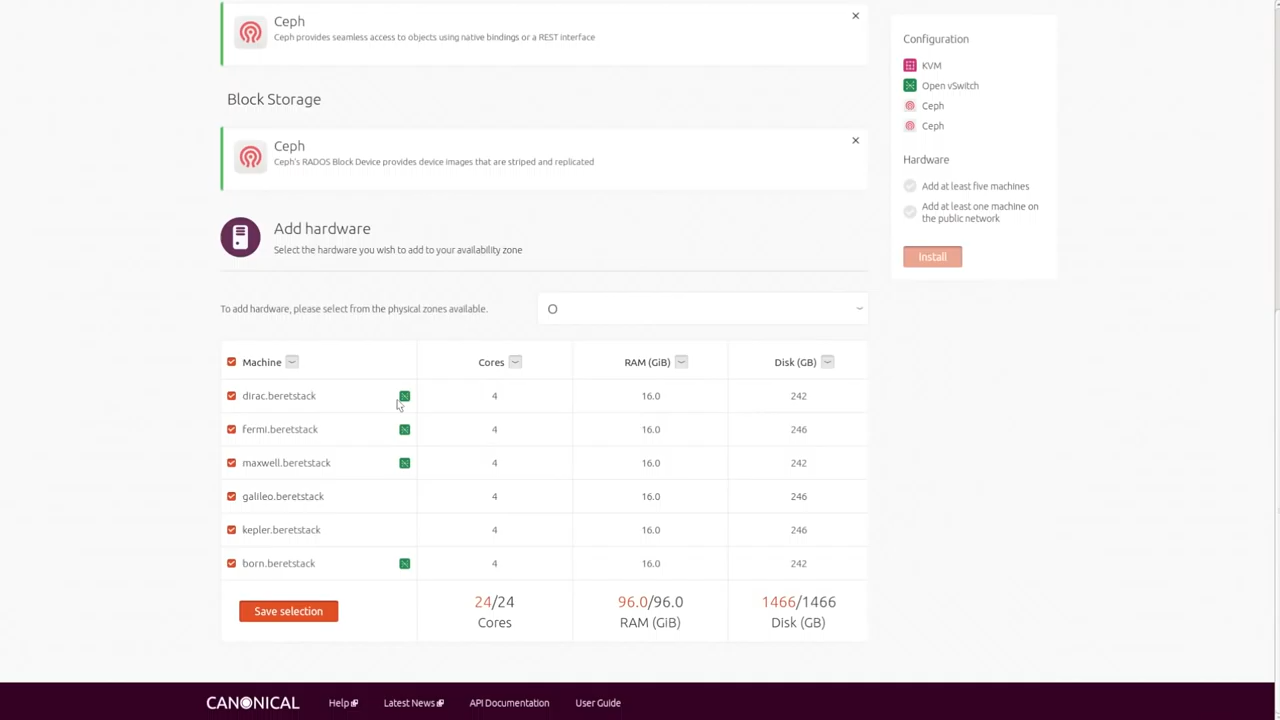 Ceph
Ceph provides seamless access to objects using native bindings or a REST interface
Block Storage
Ceph
Ceph's RADOS Block Device provides device images that are striped and replicated
Add hardware
Select the hardware you wish to add to your availability zone
To add hardware, please select from the physical zones available.
Machine Cores RAM (GiB) Disk (GB)
dirac.beretstack 4 16.0 242
fermi.beretstack 4 16.0 246
maxwell.beretstack 4 16.0 242
galileo.beretstack 4 16.0 246
kepler.beretstack 4 16.0 246
born.beretstack 4 16.0 242
Save selection
24/24
Cores
96.0/96.0
RAM (GiB)
1466/1466
Disk (GB)
Configuration
KVM
Open vSwitch
Ceph
Ceph
Hardware
Add at least five machines
Add at least one machine on
the public network
Install
CANONICAL Help Latest News API Documentation User Guide